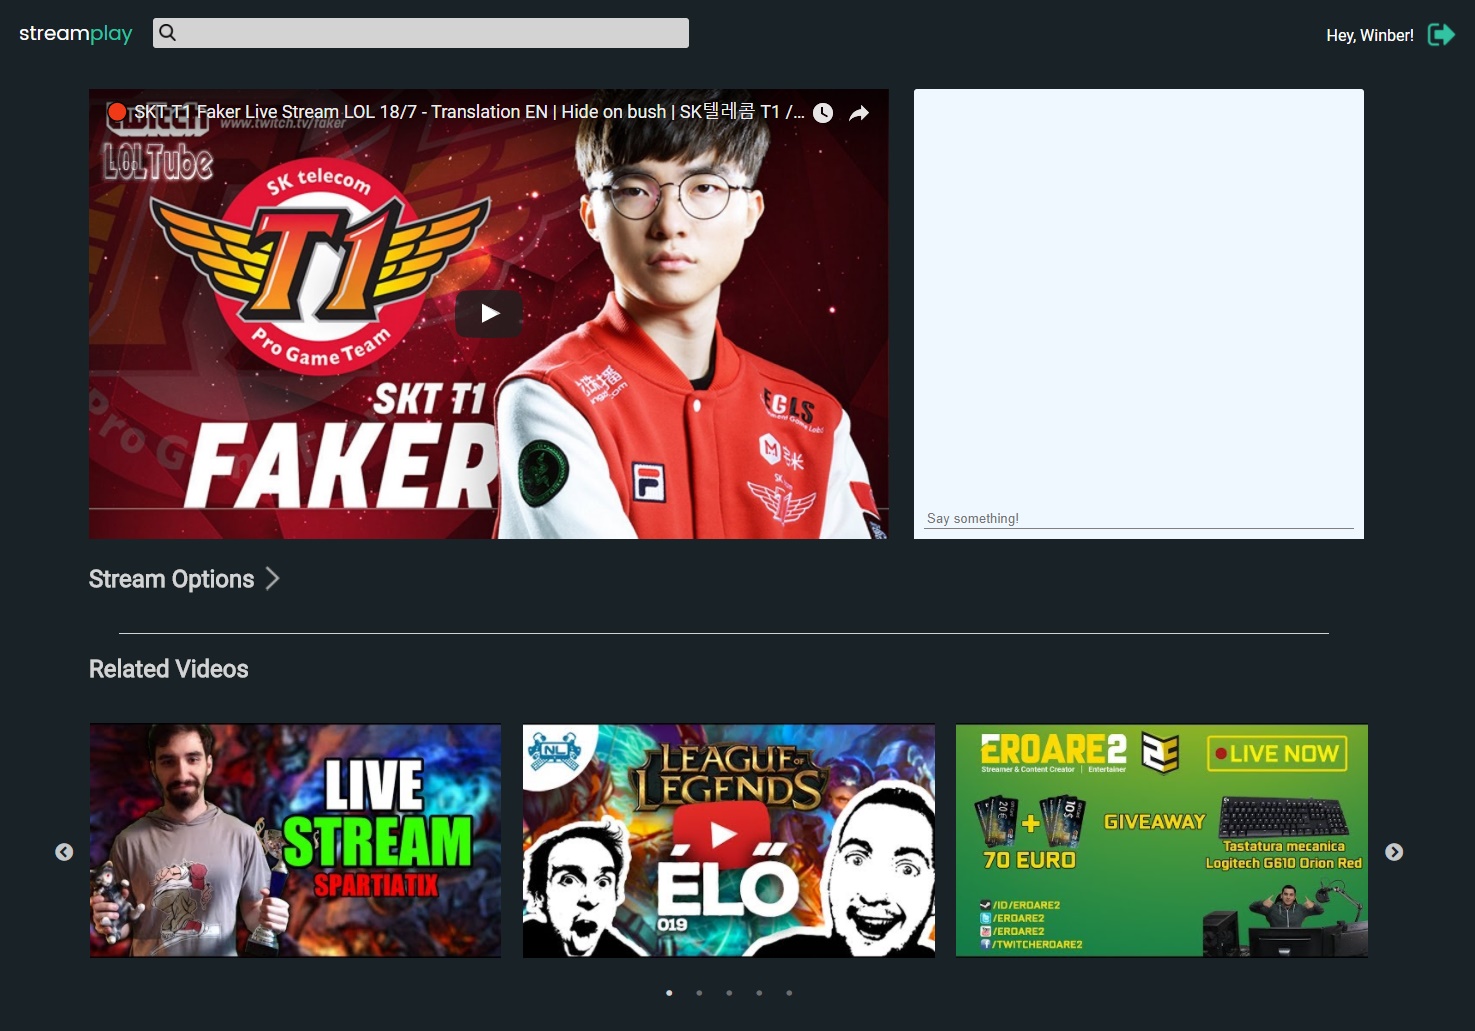 streamplay
Hey, Winber!
SKT T1 Faker Live Stream LOL 18/7 - Translation EN | Hide on bush | SK텔레콤 T1 /...
twitch
www.twitch.tv/faker
LOLTube
SK telecom
T1
Pro Game Team
SKT T1
FAKER
EGLS
SK
Say something!
Stream Options
Related Videos
LIVE
STREAM
SPARTIATIX
NL
LEAGUE OF
LEGENDS
ÉLŐ
019
EROARE2
Streamer & Content Creator | Entertainer
LIVE NOW
70 EURO
GIVEAWAY
Tastatura mecanica
Logitech G610 Orion Red
/ID/EROARE2
/EROARE2
/EROARE2
/TWITCHEROARE2